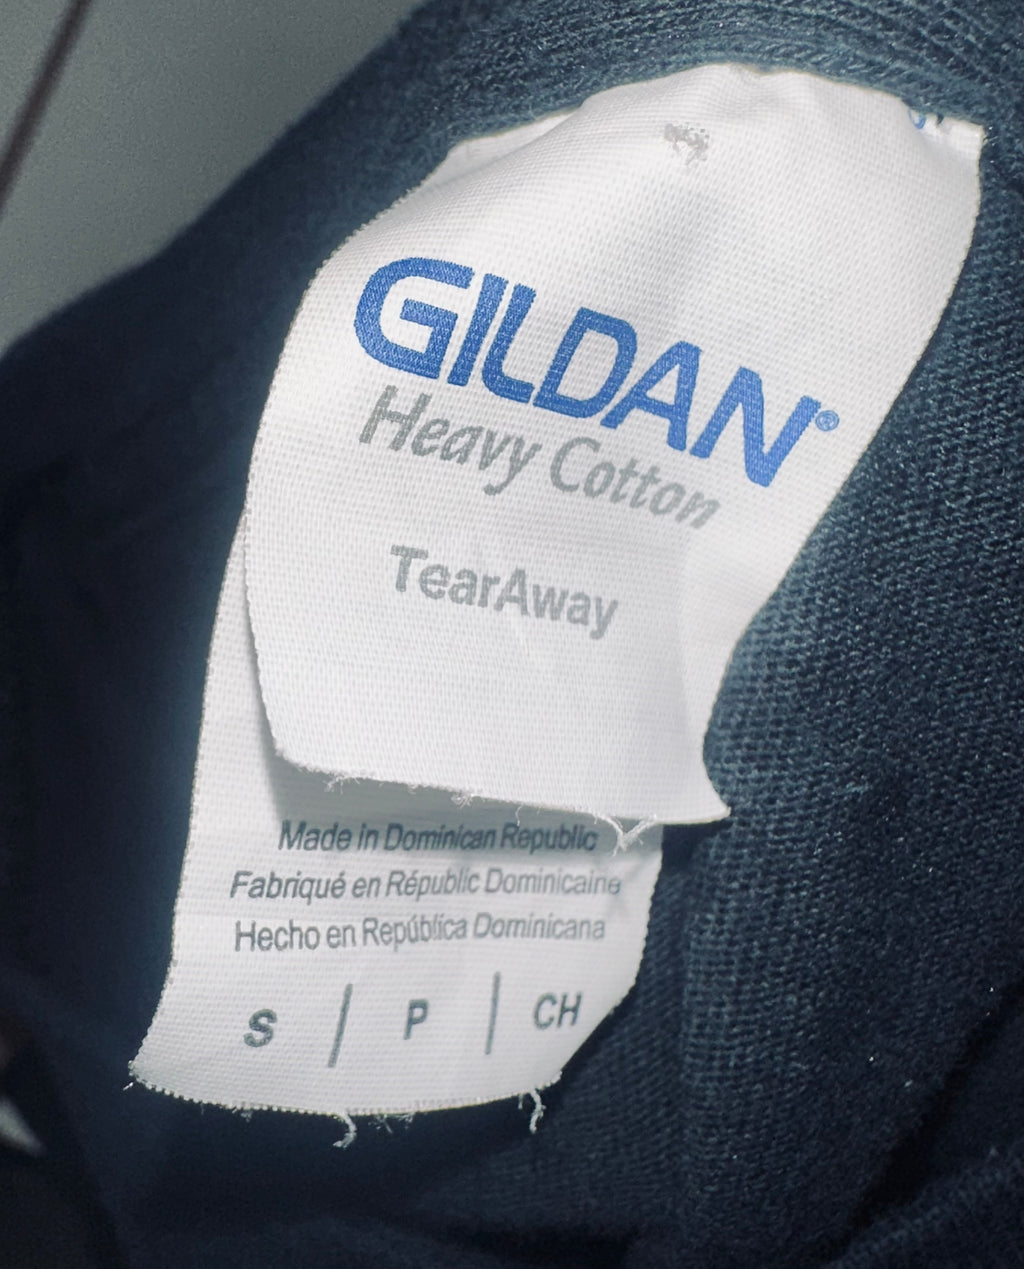 GILDAN®
Heavy Cotton
TearAway
Made in Dominican Republic
Fabriqué en Républic Dominicaine
Hecho en República Dominicana
S | P | CH